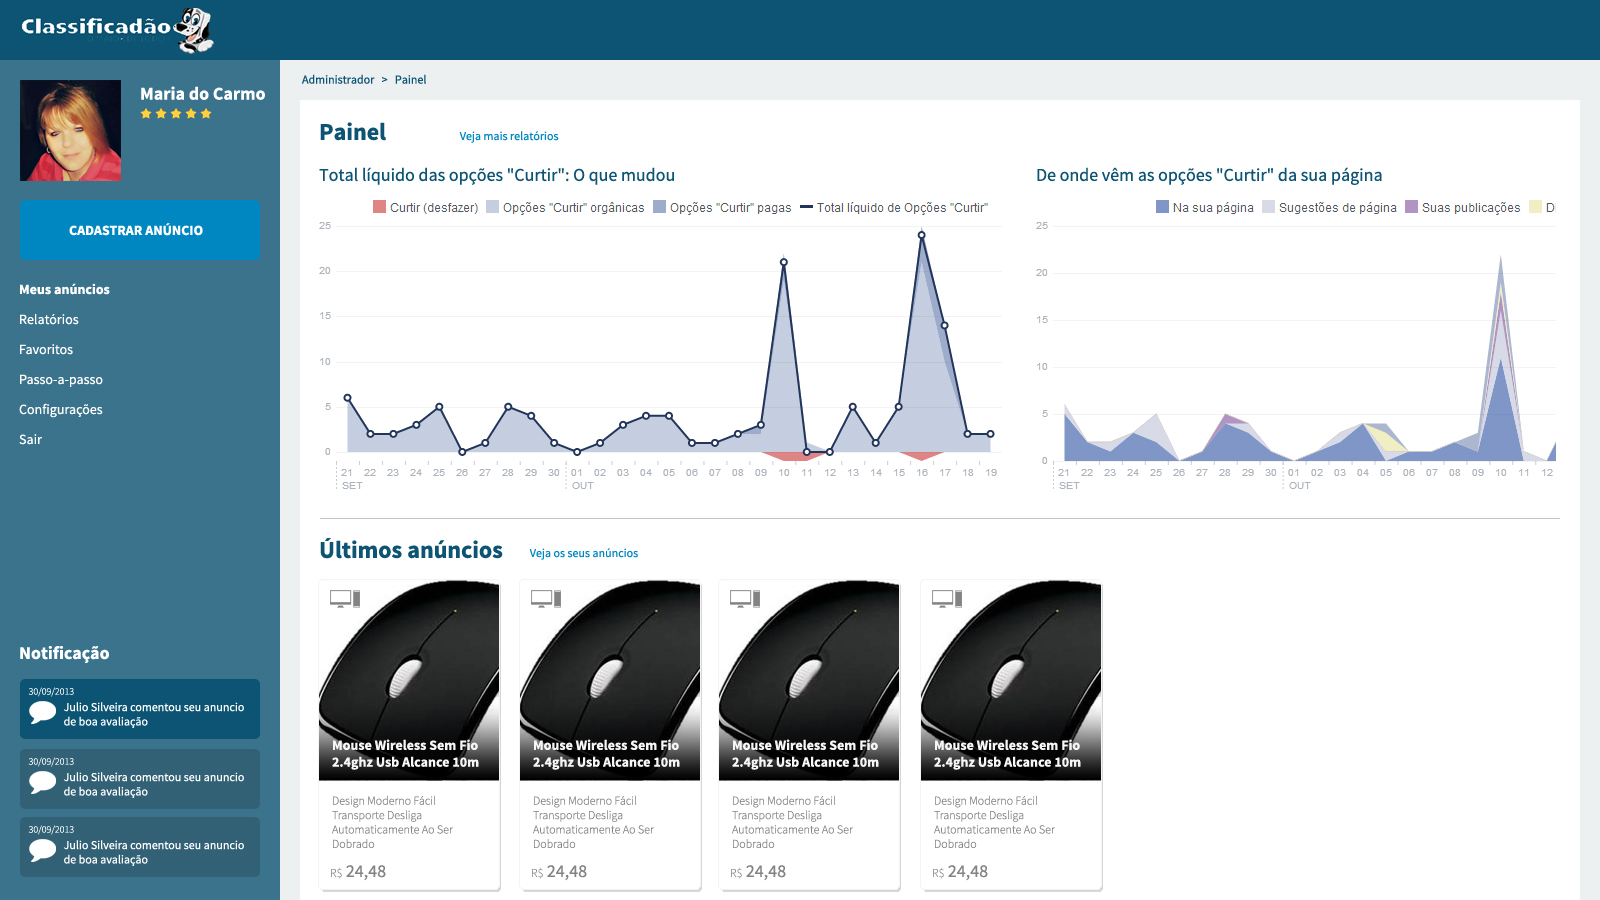 Classificadão
Maria do Carmo
CADASTRAR ANÚNCIO
Meus anúncios
Relatórios
Favoritos
Passo-a-passo
Configurações
Sair
Notificação
30/09/2013
Julio Silveira comentou seu anuncio
de boa avaliação
30/09/2013
Julio Silveira comentou seu anuncio
de boa avaliação
30/09/2013
Julio Silveira comentou seu anuncio
de boa avaliação
Administrador > Painel
Painel
Veja mais relatórios
Total líquido das opções "Curtir": O que mudou
Curtir (desfazer) Opções "Curtir" orgânicas Opções "Curtir" pagas Total líquido de Opções "Curtir"
25
20
15
10
5
0
21 22 23 24 25 26 27 28 29 30 01 02 03 04 05 06 07 08 09 10 11 12 13 14 15 16 17 18 19
SET OUT
De onde vêm as opções "Curtir" da sua página
Na sua página Sugestões de página Suas publicações D
25
20
15
10
5
0
21 22 23 24 25 26 27 28 29 30 01 02 03 04 05 06 07 08 09 10 11 12
SET OUT
Últimos anúncios
Veja os seus anúncios
Mouse Wireless Sem Fio
2.4ghz Usb Alcance 10m
Design Moderno Fácil
Transporte Desliga
Automaticamente Ao Ser
Dobrado
R$ 24,48
Mouse Wireless Sem Fio
2.4ghz Usb Alcance 10m
Design Moderno Fácil
Transporte Desliga
Automaticamente Ao Ser
Dobrado
R$ 24,48
Mouse Wireless Sem Fio
2.4ghz Usb Alcance 10m
Design Moderno Fácil
Transporte Desliga
Automaticamente Ao Ser
Dobrado
R$ 24,48
Mouse Wireless Sem Fio
2.4ghz Usb Alcance 10m
Design Moderno Fácil
Transporte Desliga
Automaticamente Ao Ser
Dobrado
R$ 24,48